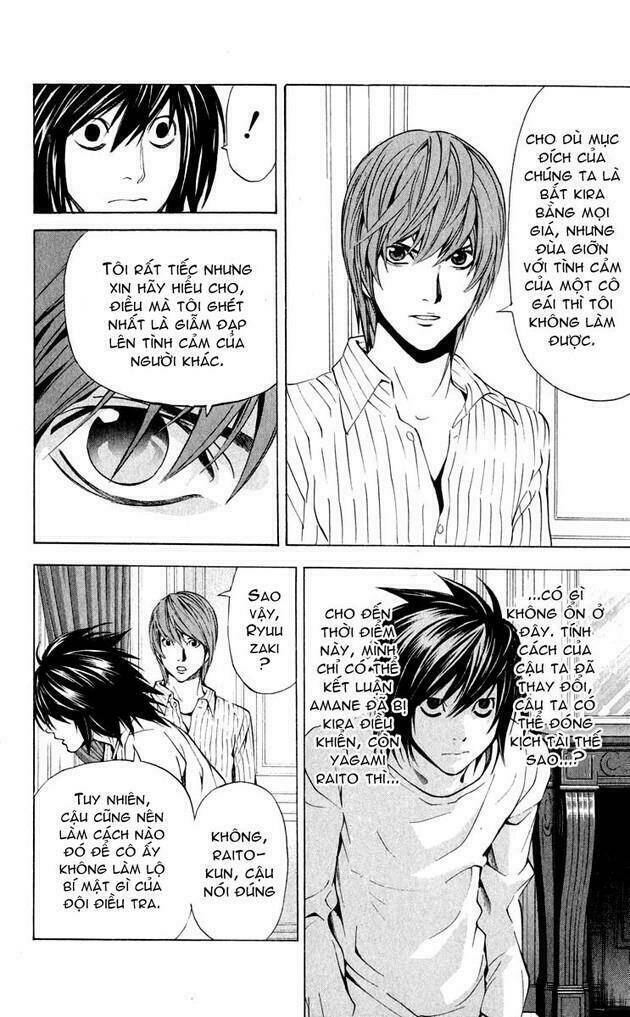 CHO DÙ MỤC
ĐÍCH CỦA
CHÚNG TA LÀ
BẮT KIRA
BẰNG MỌI
GIÁ, NHƯNG
ĐÙA GIỠN
VỚI TÌNH CẢM
CỦA MỘT CÔ
GÁI THÌ TÔI
KHÔNG LÀM
ĐƯỢC.
!
TÔI RẤT TIẾC NHƯNG
XIN HÃY HIỂU CHO,
ĐIỀU MÀ TÔI GHÉT
NHẤT LÀ GIẪM ĐẠP
LÊN TÌNH CẢM CỦA
NGƯỜI KHÁC.
...CÓ GÌ
KHÔNG ỔN Ở
ĐÂY. TÍNH
CÁCH CỦA
CẬU TA ĐÃ
THAY ĐỔI,
CẬU TA CÓ
THỂ ĐÓNG
KỊCH TÀI THẾ
SAO...?
CHO ĐẾN
THỜI ĐIỂM
NÀY, MÌNH
CHỈ CÓ THỂ
KẾT LUẬN
AMANE ĐÃ BỊ
KIRA ĐIỀU
KHIỂN, CÒN
YAGAMI
RAITO THÌ...
SAO
VẬY,
RYUU
ZAKI
?
KHÔNG,
RAITO-
KUN, CẬU
NÓI ĐÚNG
TUY NHIÊN,
CẬU CŨNG NÊN
LÀM CÁCH NÀO
ĐÓ ĐỂ CÔ ẤY
KHÔNG LÀM LỘ
BÍ MẬT GÌ CỦA
ĐỘI ĐIỀU TRA.